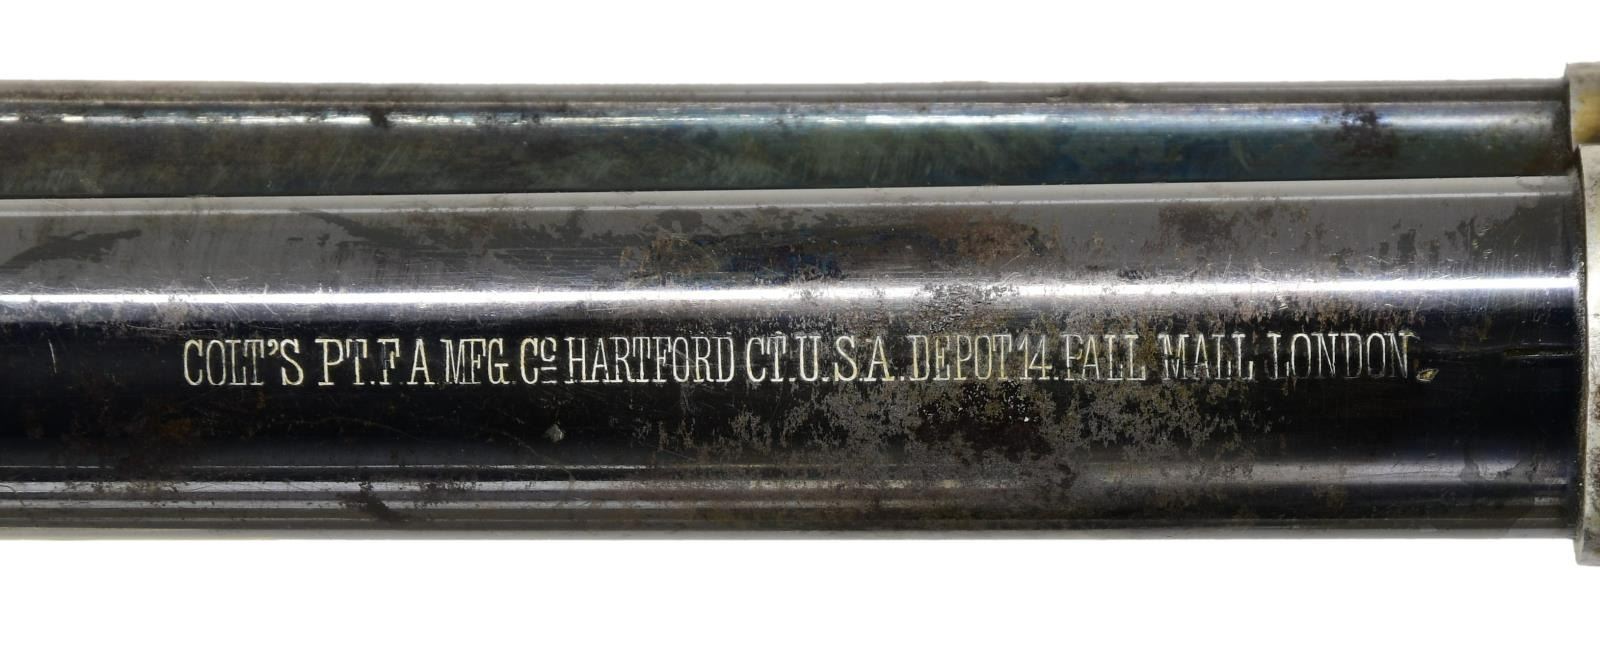 COLT'S PT. F. A. MFG. Cº HARTFORD CT. U.S.A. DEPOT 14. PALL MALL LONDON.